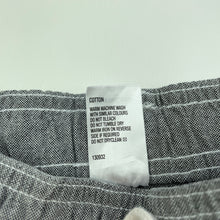 COTTON
WARM MACHINE WASH
WITH SIMILAR COLOURS
DO NOT BLEACH
DO NOT TUMBLE DRY
WARM IRON ON REVERSE
SIDE IF REQUIRED
DO NOT DRYCLEAN
130932